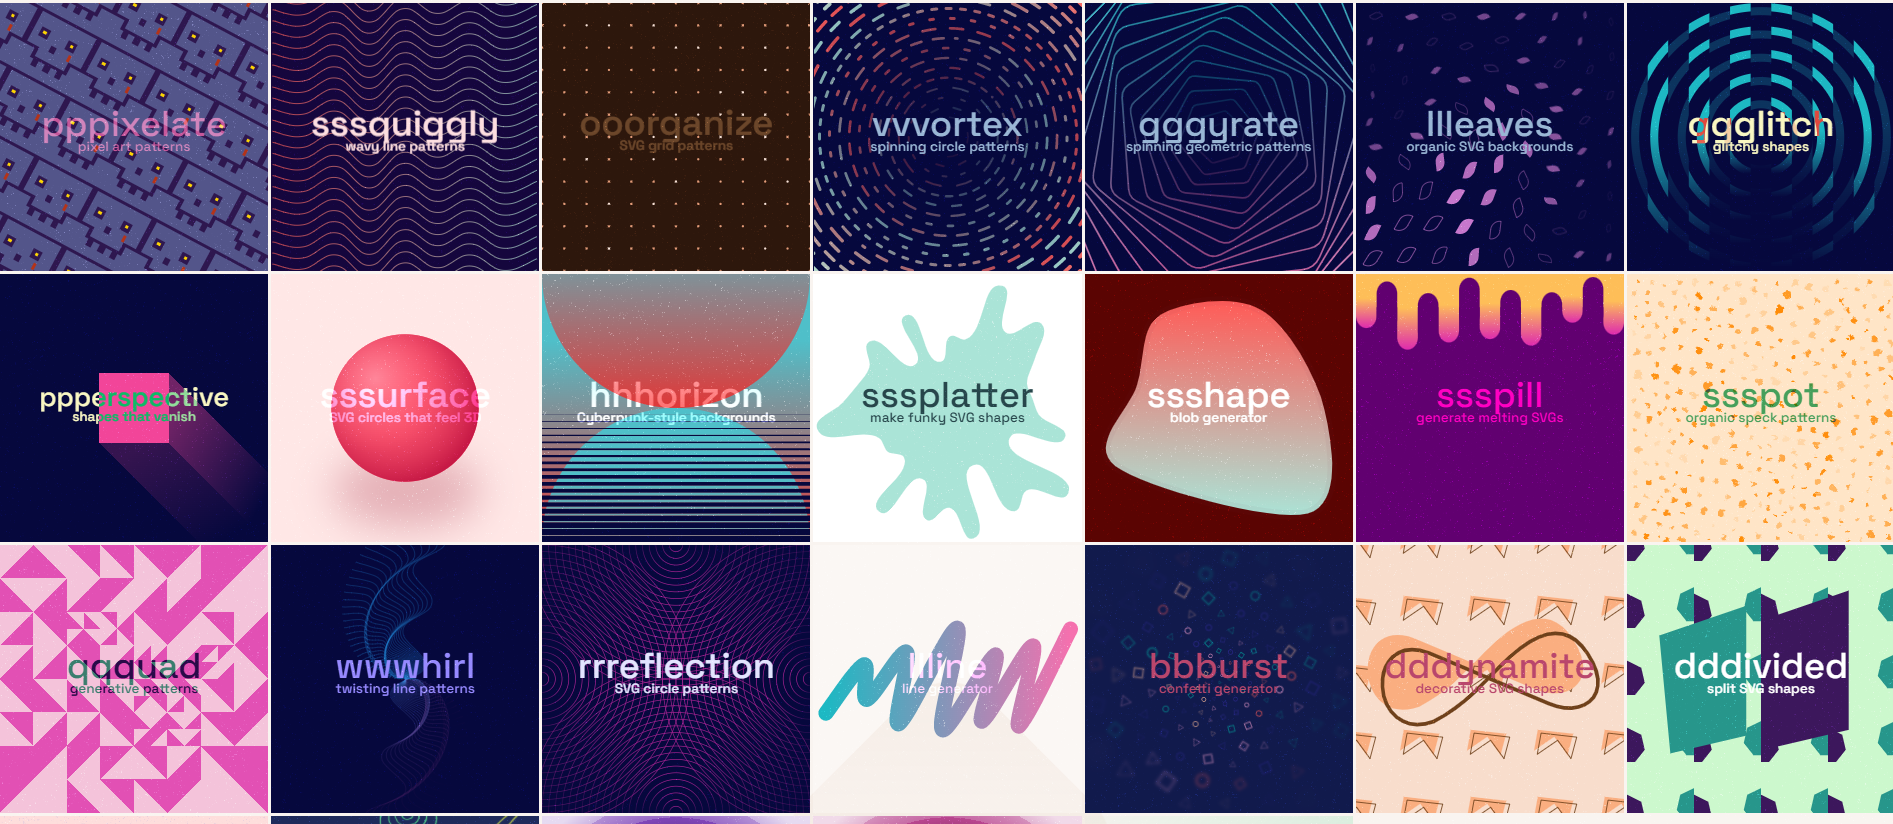 pppixelate
pixel art patterns
sssquiggly
wavy line patterns
ooorganize
SVG grid patterns
vvvortex
spinning circle patterns
gggyrate
spinning geometric patterns
llleaves
organic SVG backgrounds
ggglitch
glitchy shapes
ppperspective
shapes that vanish
sssurface
SVG circles that feel 3D
hhhorizon
Cyberpunk-style backgrounds
sssplatter
make funky SVG shapes
ssshape
blob generator
ssspill
generate melting SVGs
ssspot
organic speck patterns
qqquad
generative patterns
wwwhirl
twisting line patterns
rrreflection
SVG circle patterns
lllline
line generator
bbburst
confetti generator
dddynamite
decorative SVG shapes
dddivided
split SVG shapes